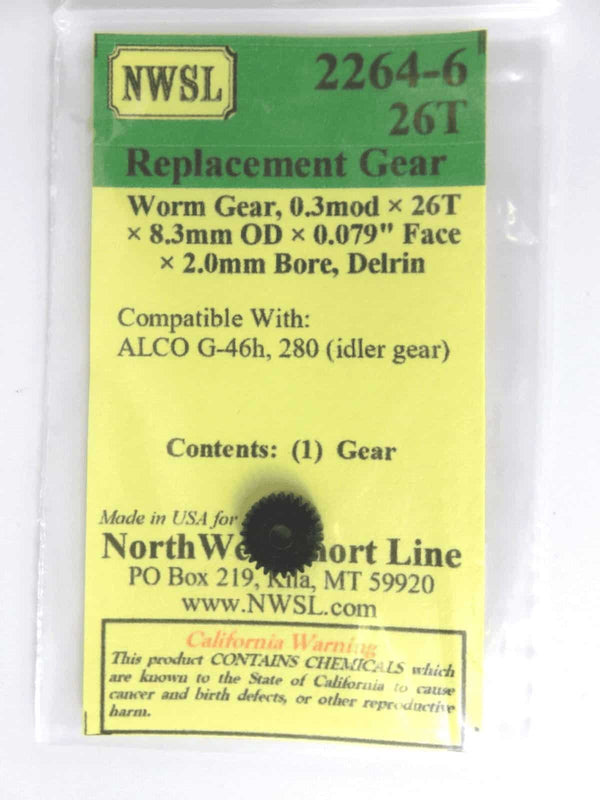 NWSL
2264-6
26T
Replacement Gear
Worm Gear, 0.3mod × 26T
× 8.3mm OD × 0.079" Face
× 2.0mm Bore, Delrin
Compatible With:
ALCO G-46h, 280 (idler gear)
Contents: (1) Gear
Made in USA for
Line
PO Box 219, Kila, MT 59920
www.NWSL.com
California Warning
This product CONTAINS CHEMICALS which
are known to the State of California to cause
cancer and birth defects, or other reproductive
harm.